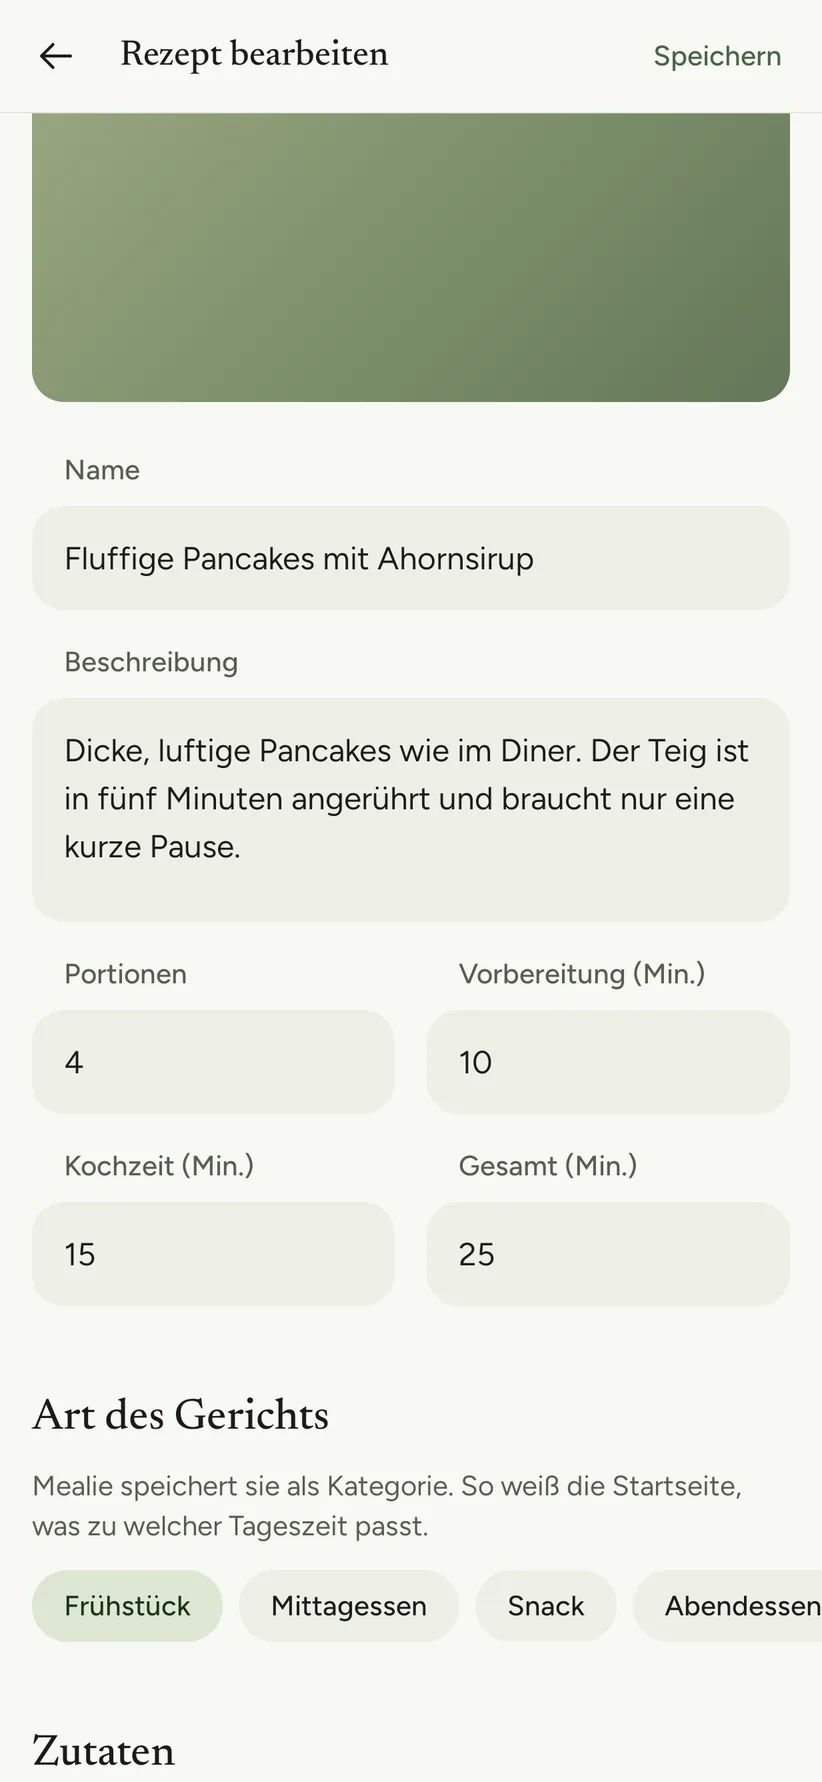 Rezept bearbeiten
Speichern
Name
Fluffige Pancakes mit Ahornsirup
Beschreibung
Dicke, luftige Pancakes wie im Diner. Der Teig ist
in fünf Minuten angerührt und braucht nur eine
kurze Pause.
Portionen
Vorbereitung (Min.)
4
10
Kochzeit (Min.)
Gesamt (Min.)
15
25
Art des Gerichts
Mealie speichert sie als Kategorie. So weiß die Startseite,
was zu welcher Tageszeit passt.
Frühstück
Mittagessen
Snack
Abendessen
Zutaten